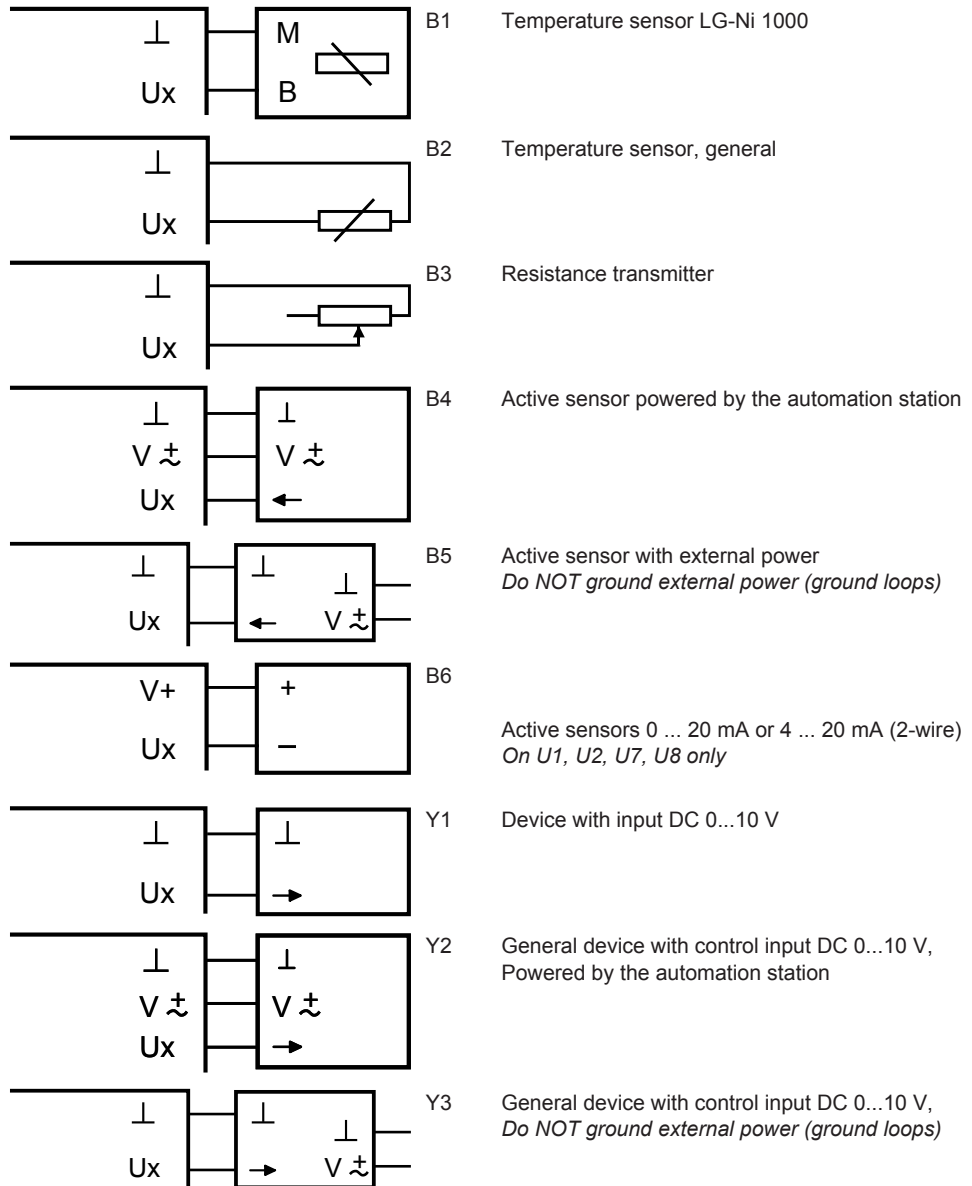 ⊥ M B1 Temperature sensor LG-Ni 1000
Ux B
⊥ B2 Temperature sensor, general
Ux
⊥ B3 Resistance transmitter
Ux
⊥ ⊥ B4 Active sensor powered by the automation station
V ± ~ V ± ~
Ux
⊥ ⊥ ⊥ B5 Active sensor with external power
Do NOT ground external power (ground loops)
Ux V ± ~
V+ + B6
Ux – Active sensors 0 ... 20 mA or 4 ... 20 mA (2-wire)
On U1, U2, U7, U8 only
⊥ ⊥ Y1 Device with input DC 0...10 V
Ux
⊥ ⊥ Y2 General device with control input DC 0...10 V,
Powered by the automation station
V ± ~ V ± ~
Ux
⊥ ⊥ ⊥ Y3 General device with control input DC 0...10 V,
Do NOT ground external power (ground loops)
Ux V ± ~